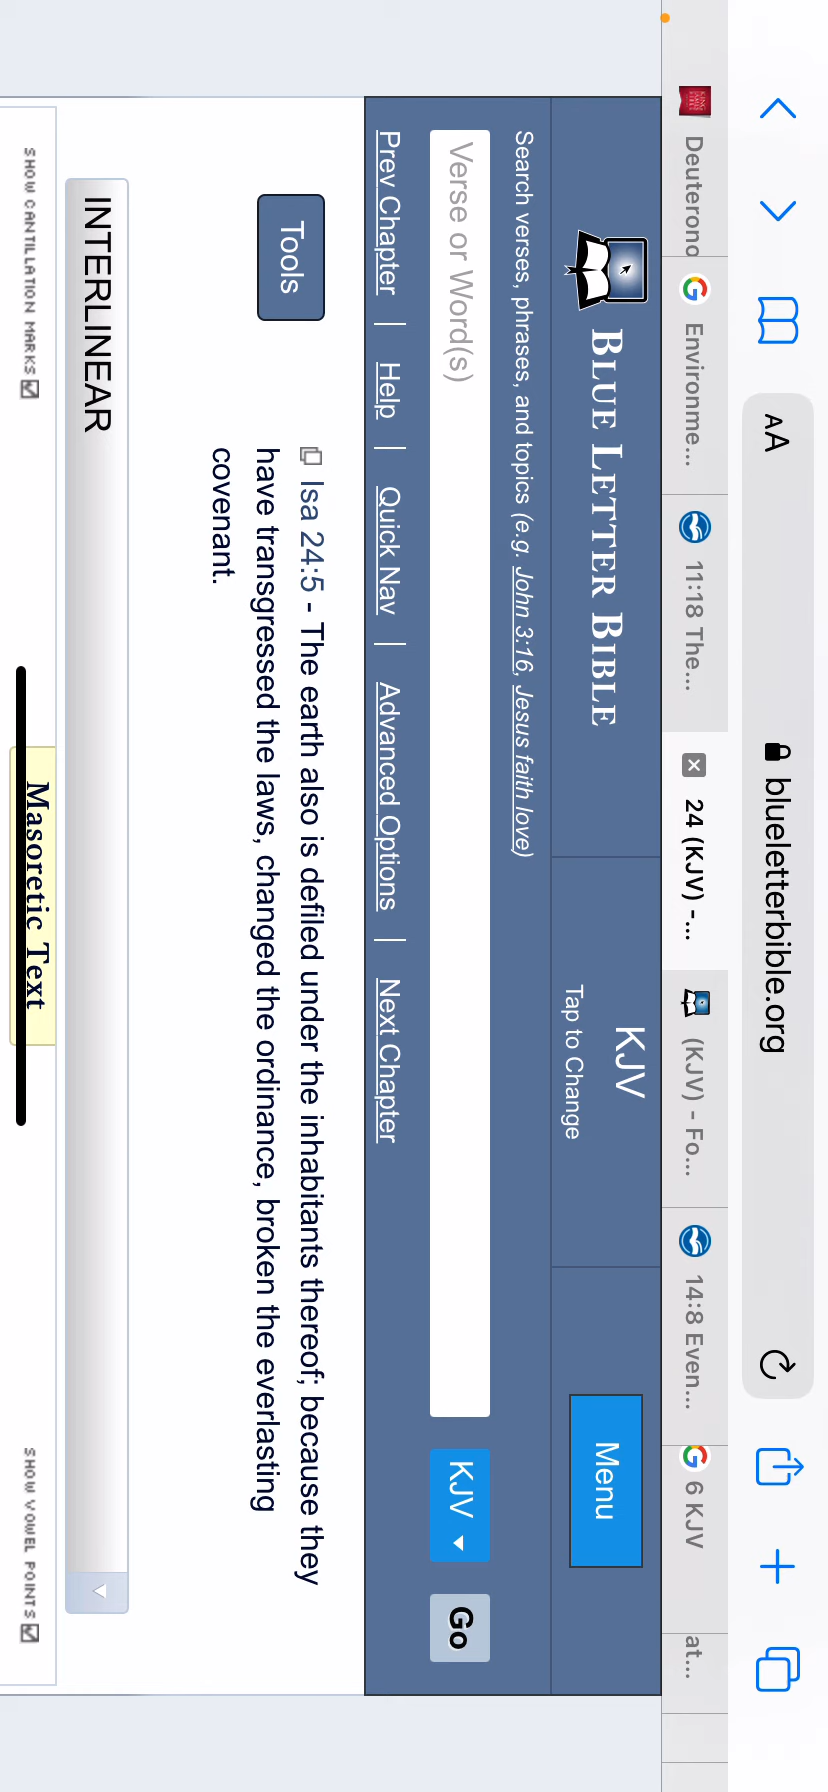 AA
blueletterbible.org
Deuterono
Environme...
11:18 The...
24 (KJV) -...
(KJV) - Fo...
14:8 Even...
6 KJV
at...
BLUE LETTER BIBLE
KJV
Tap to Change
Menu
Search verses, phrases, and topics (e.g. John 3:16, Jesus faith love)
Verse or Word(s)
KJV
Go
Prev Chapter | Help | Quick Nav | Advanced Options | Next Chapter
Tools
Isa 24:5 - The earth also is defiled under the inhabitants thereof; because they
have transgressed the laws, changed the ordinance, broken the everlasting
covenant.
INTERLINEAR
SHOW CANTILLATION MARKS
Masoretic Text
SHOW VOWEL POINTS